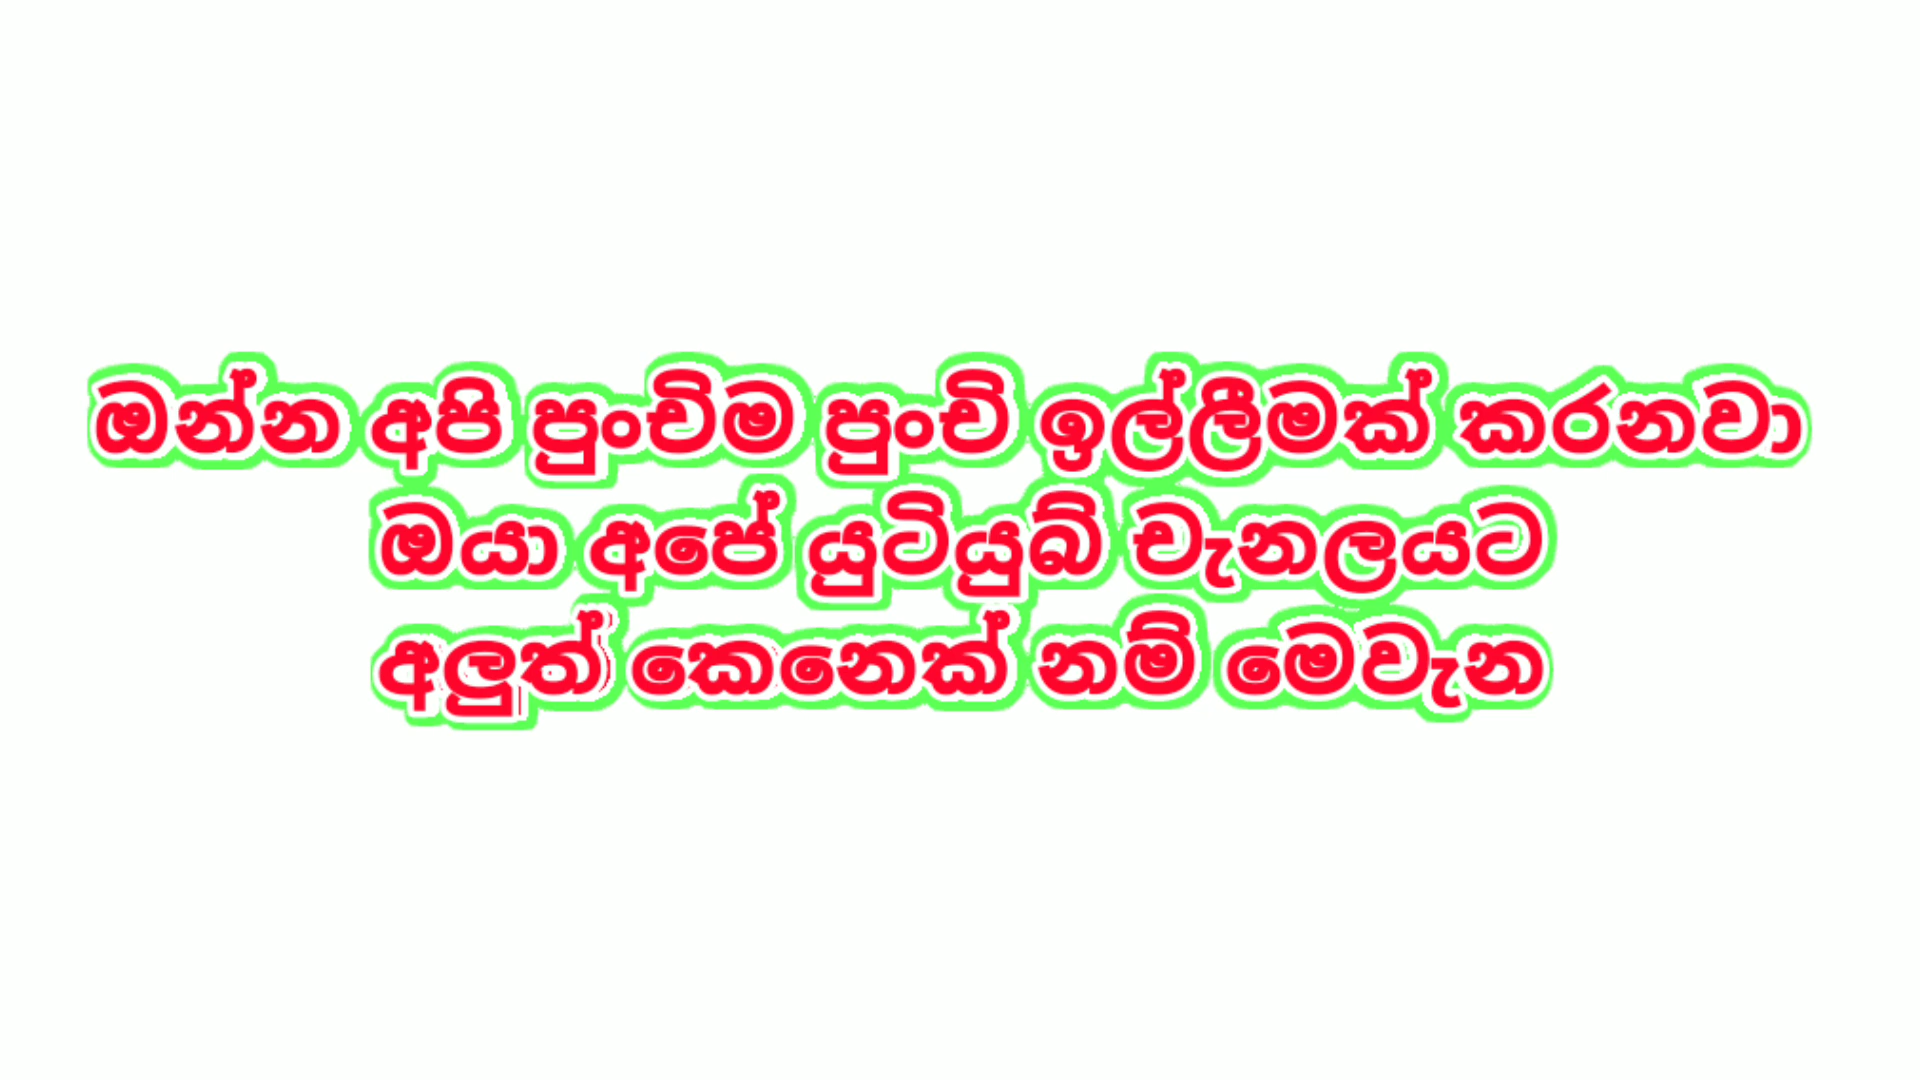 ඔන්න අපි පුංචිම පුංචි ඉල්ලීමක් කරනවා
ඔයා අපේ යුටියුබ් චැනලයට
අලුත් කෙනෙක් නම් මෙවැන